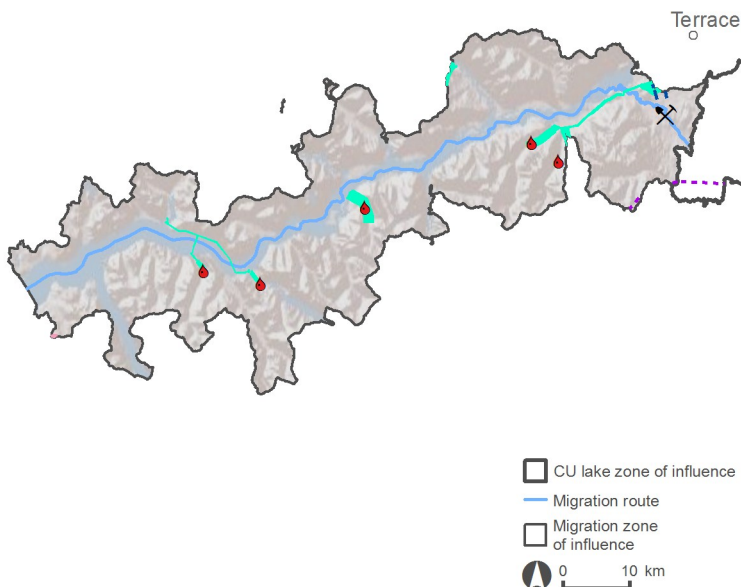 Terrace
CU lake zone of influence
Migration route
Migration zone
of influence
0 10 km